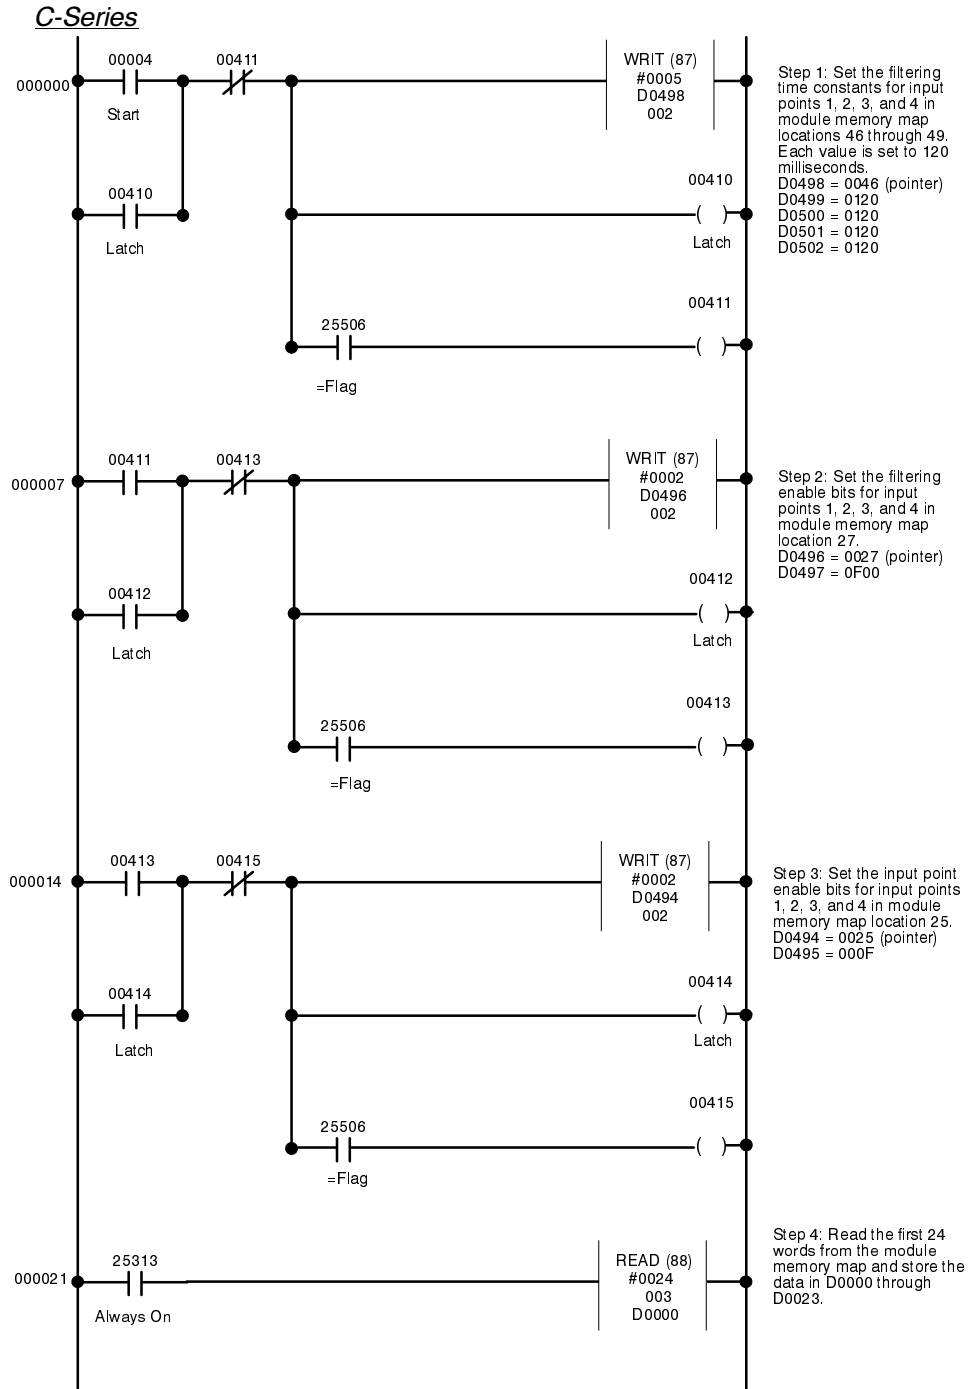 C-Series
000000
00004
Start
00411
WRIT (87)
#0005
D0498
002
Step 1: Set the filtering
time constants for input
points 1, 2, 3, and 4 in
module memory map
locations 46 through 49.
Each value is set to 120
milliseconds.
D0498 = 0046 (pointer)
D0499 = 0120
D0500 = 0120
D0501 = 0120
D0502 = 0120
00410
Latch
00410
( )
Latch
25506
=Flag
00411
( )
000007
00411
00413
WRIT (87)
#0002
D0496
002
Step 2: Set the filtering
enable bits for input
points 1, 2, 3, and 4 in
module memory map
location 27.
D0496 = 0027 (pointer)
D0497 = 0F00
00412
Latch
00412
( )
Latch
25506
=Flag
00413
( )
000014
00413
00415
WRIT (87)
#0002
D0494
002
Step 3: Set the input point
enable bits for input points
1, 2, 3, and 4 in module
memory map location 25.
D0494 = 0025 (pointer)
D0495 = 000F
00414
Latch
00414
( )
Latch
25506
=Flag
00415
( )
000021
25313
Always On
READ (88)
#0024
003
D0000
Step 4: Read the first 24
words from the module
memory map and store the
data in D0000 through
D0023.